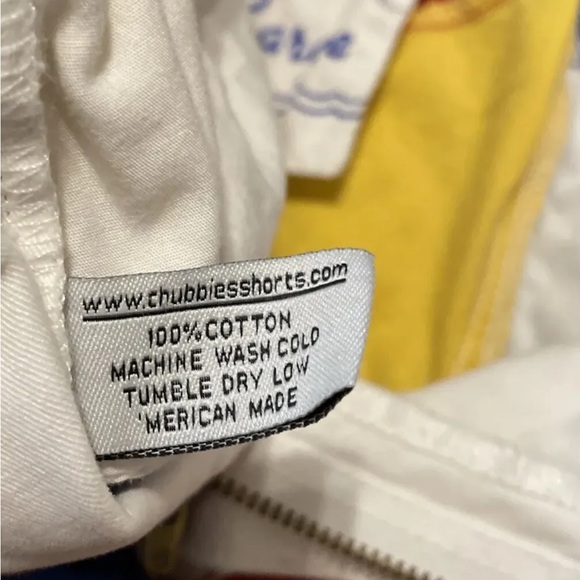 www.chubbiesshorts.com
100% COTTON
MACHINE WASH COLD
TUMBLE DRY LOW
'MERICAN MADE